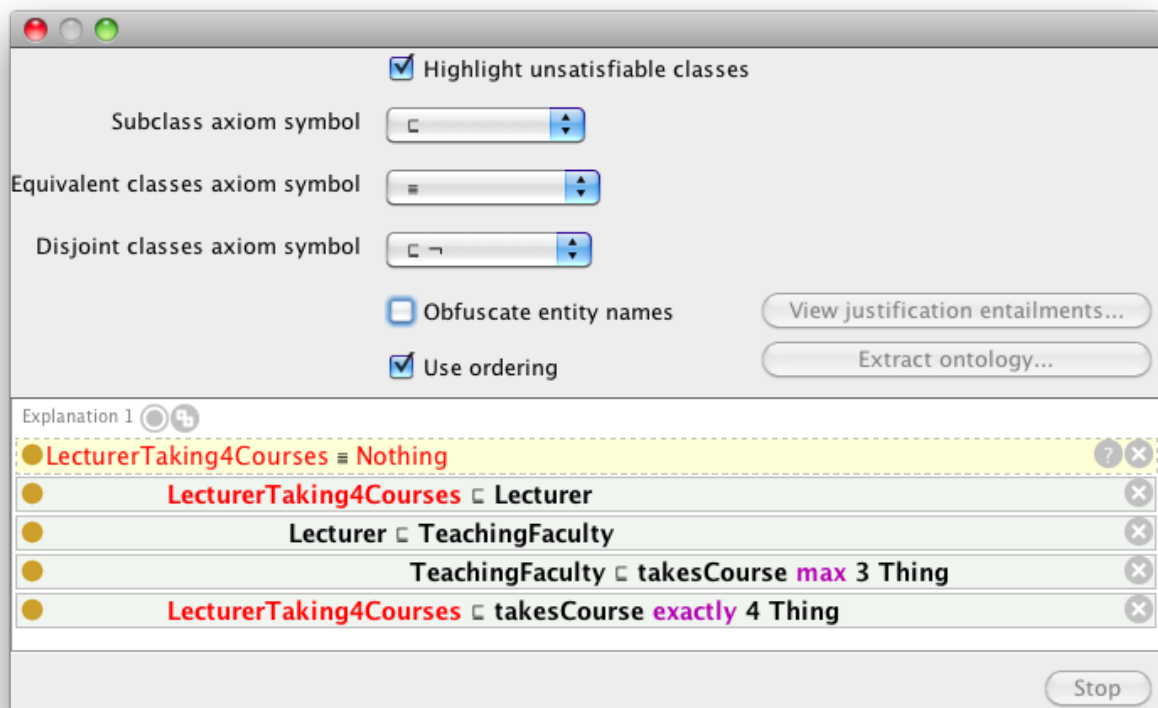 Highlight unsatisfiable classes
Subclass axiom symbol ⊏
Equivalent classes axiom symbol ≡
Disjoint classes axiom symbol ⊏ ¬
Obfuscate entity names View justification entailments...
Use ordering Extract ontology...
Explanation 1
LecturerTaking4Courses ≡ Nothing ?
LecturerTaking4Courses ⊏ Lecturer
Lecturer ⊏ TeachingFaculty
TeachingFaculty ⊏ takesCourse max 3 Thing
LecturerTaking4Courses ⊏ takesCourse exactly 4 Thing
Stop